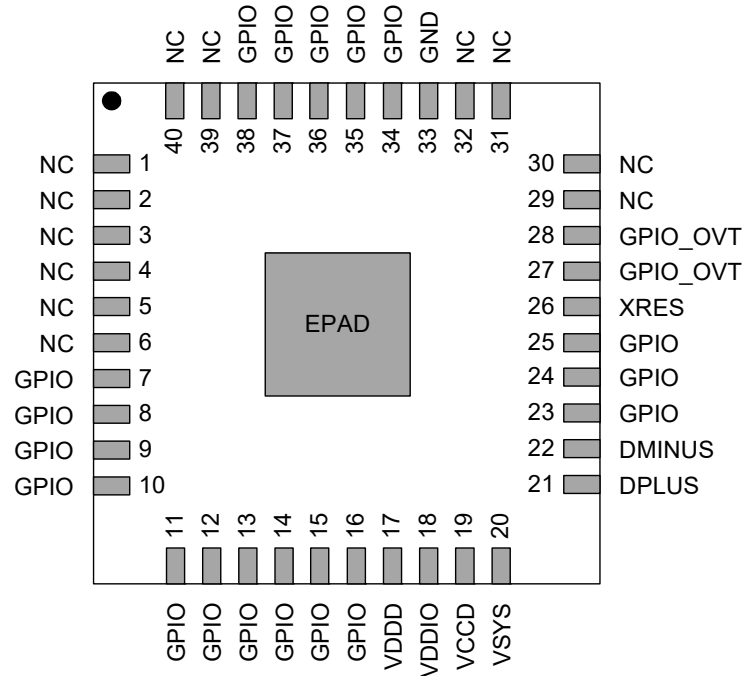 NC NC GPIO GPIO GPIO GPIO GPIO GND NC NC
40 39 38 37 36 35 34 33 32 31
NC 1 30 NC
NC 2 29 NC
NC 3 28 GPIO_OVT
NC 4 27 GPIO_OVT
NC 5 26 XRES
NC 6 25 GPIO
GPIO 7 24 GPIO
GPIO 8 23 GPIO
GPIO 9 22 DMINUS
GPIO 10 21 DPLUS
EPAD
11 12 13 14 15 16 17 18 19 20
GPIO GPIO GPIO GPIO GPIO GPIO VDDD VDDIO VCCD VSYS